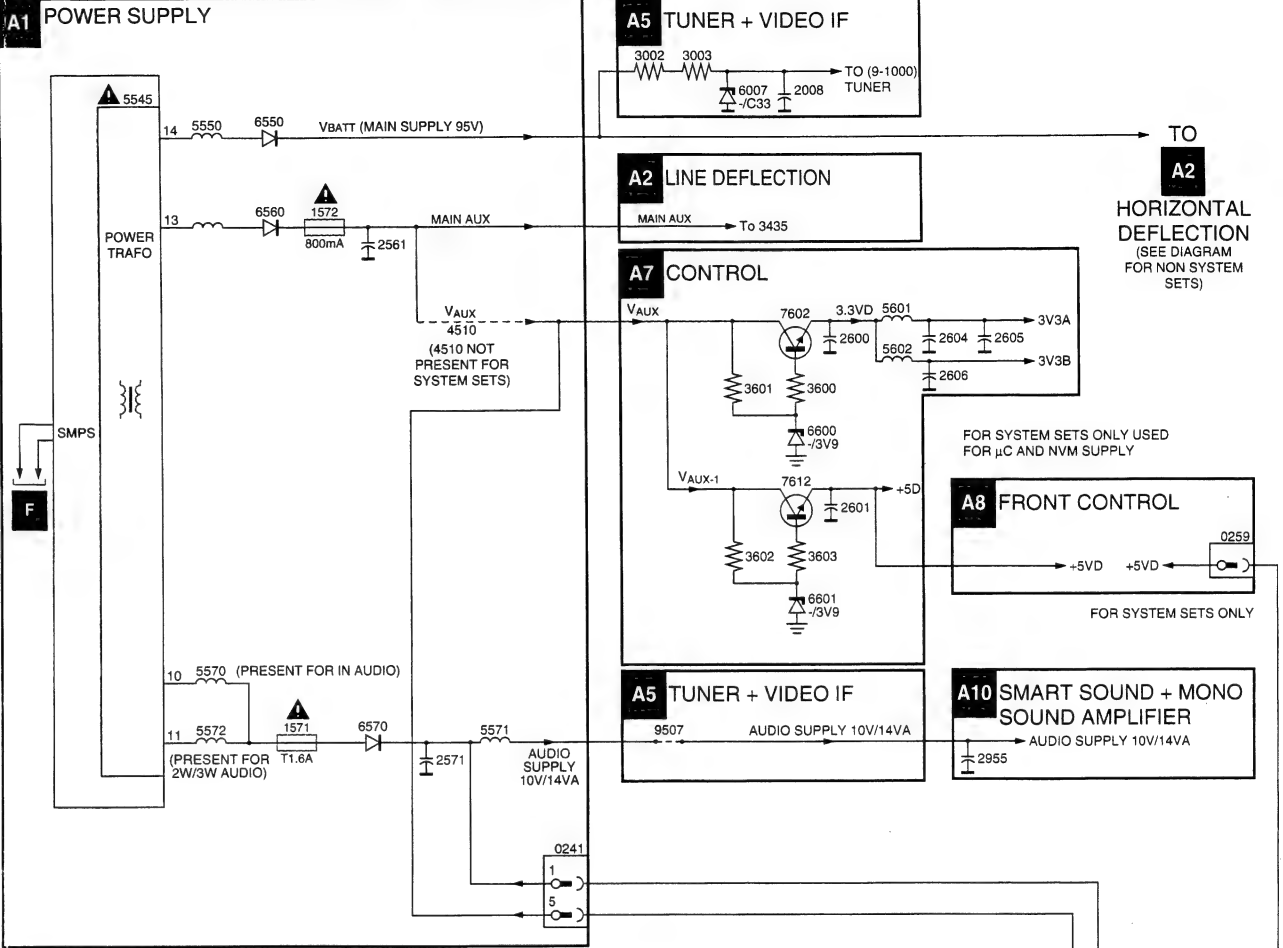 A1 POWER SUPPLY
5545
14 5550 6550 VBATT (MAIN SUPPLY 95V)
13 6560 1572 MAIN AUX
800mA 2561
POWER
TRAFO
VAUX
4510
(4510 NOT
PRESENT FOR
SYSTEM SETS)
SMPS
F
10 5570 (PRESENT FOR IN AUDIO)
11 5572 1571 6570 5571
(PRESENT FOR
2W/3W AUDIO)
T1.6A
2571
AUDIO
SUPPLY
10V/14VA
0241
1
5
A5 TUNER + VIDEO IF
3002 3003
TO (9-1000)
TUNER
6007
-/C33
2008
TO
A2
HORIZONTAL
DEFLECTION
(SEE DIAGRAM
FOR NON SYSTEM
SETS)
A2 LINE DEFLECTION
MAIN AUX To 3435
A7 CONTROL
VAUX 7602 3.3VD 5601
3V3A
2600 2604 2605
5602
3V3B
2606
3601 3600
6600
-/3V9
VAUX-1 7612
+5D
2601
3602 3603
6601
-/3V9
FOR SYSTEM SETS ONLY USED
FOR µC AND NVM SUPPLY
A8 FRONT CONTROL
0259
+5VD +5VD
FOR SYSTEM SETS ONLY
A5 TUNER + VIDEO IF
9507 AUDIO SUPPLY 10V/14VA
A10 SMART SOUND + MONO
SOUND AMPLIFIER
AUDIO SUPPLY 10V/14VA
2955